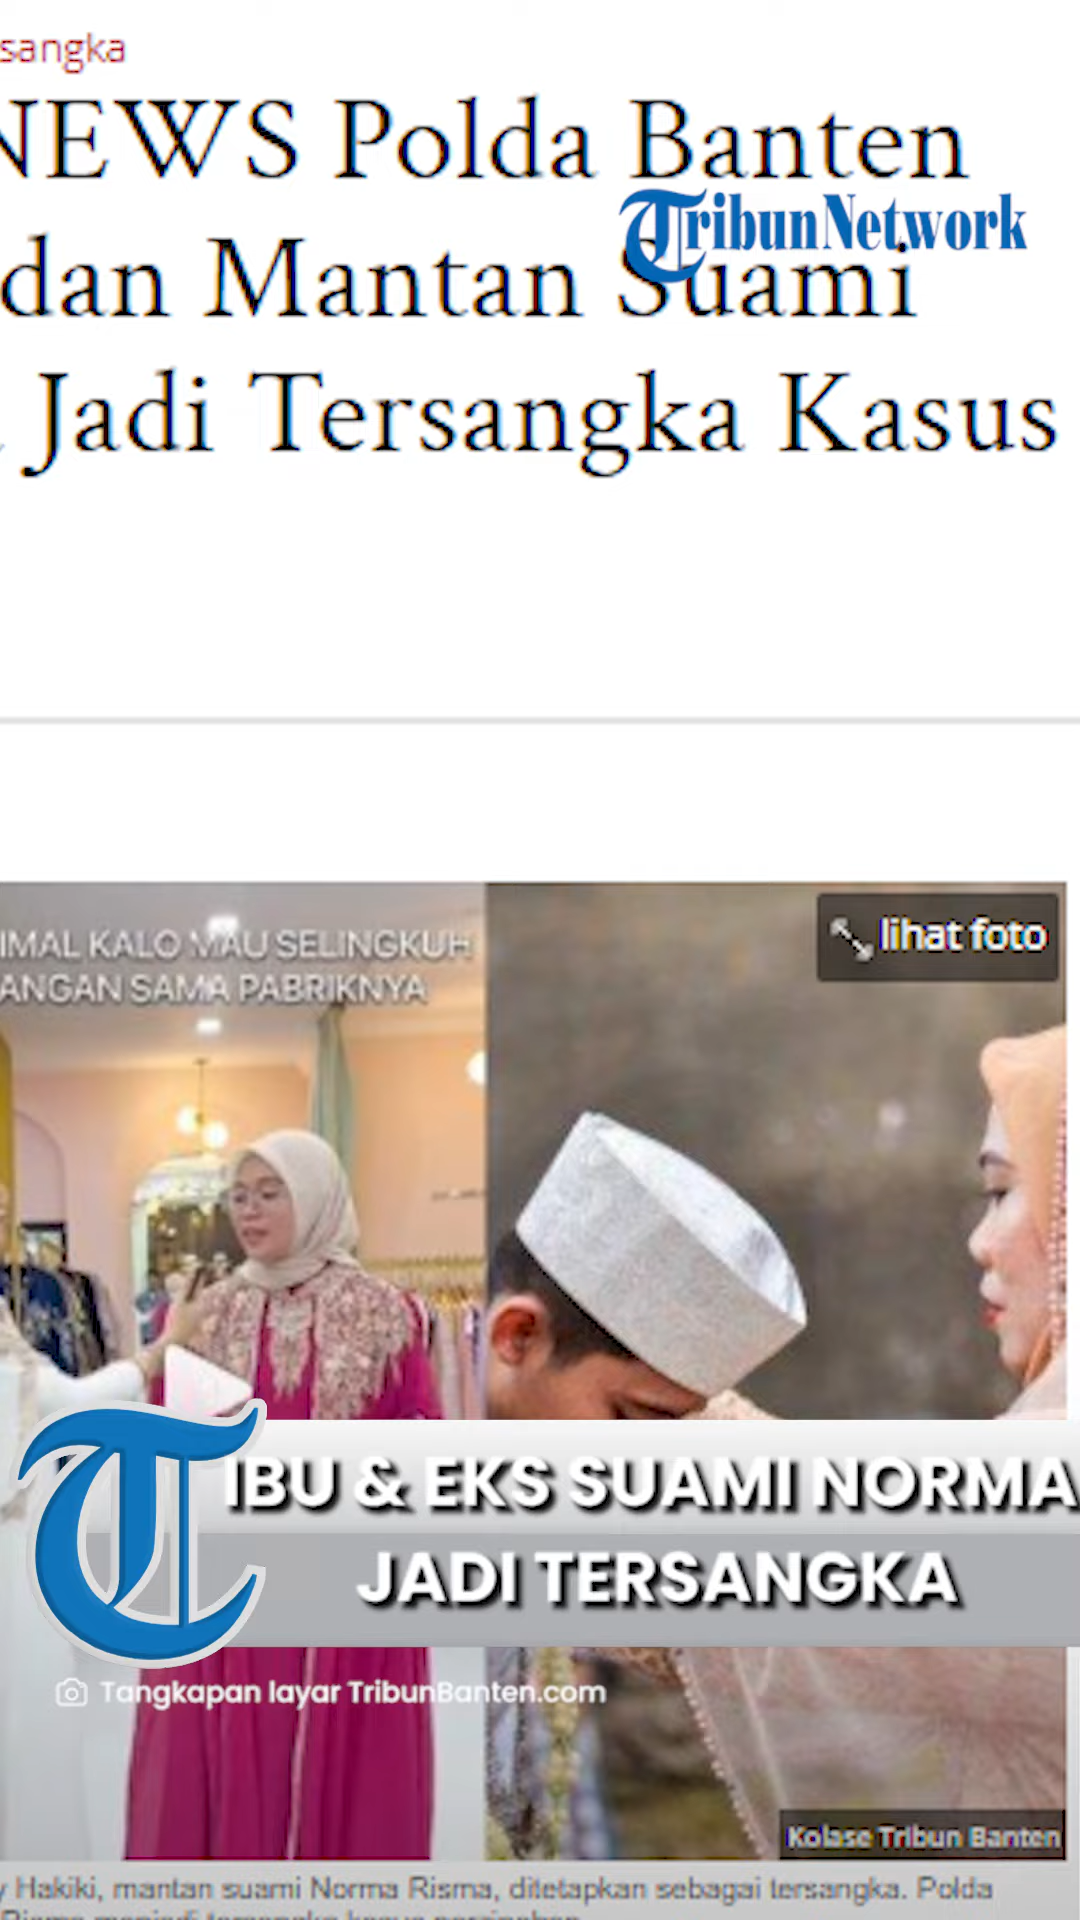 sangka
NEWS Polda Banten
TribunNetwork
dan Mantan Suami
Jadi Tersangka Kasus
IMAL KALO MAU SELINGKUH
ANGAN SAMA PABRIKNYA
lihat foto
IBU & EKS SUAMI NORMA
JADI TERSANGKA
Tangkapan layar TribunBanten.com
Kolase Tribun Banten
y Hakiki, mantan suami Norma Risma, ditetapkan sebagai tersangka. Polda